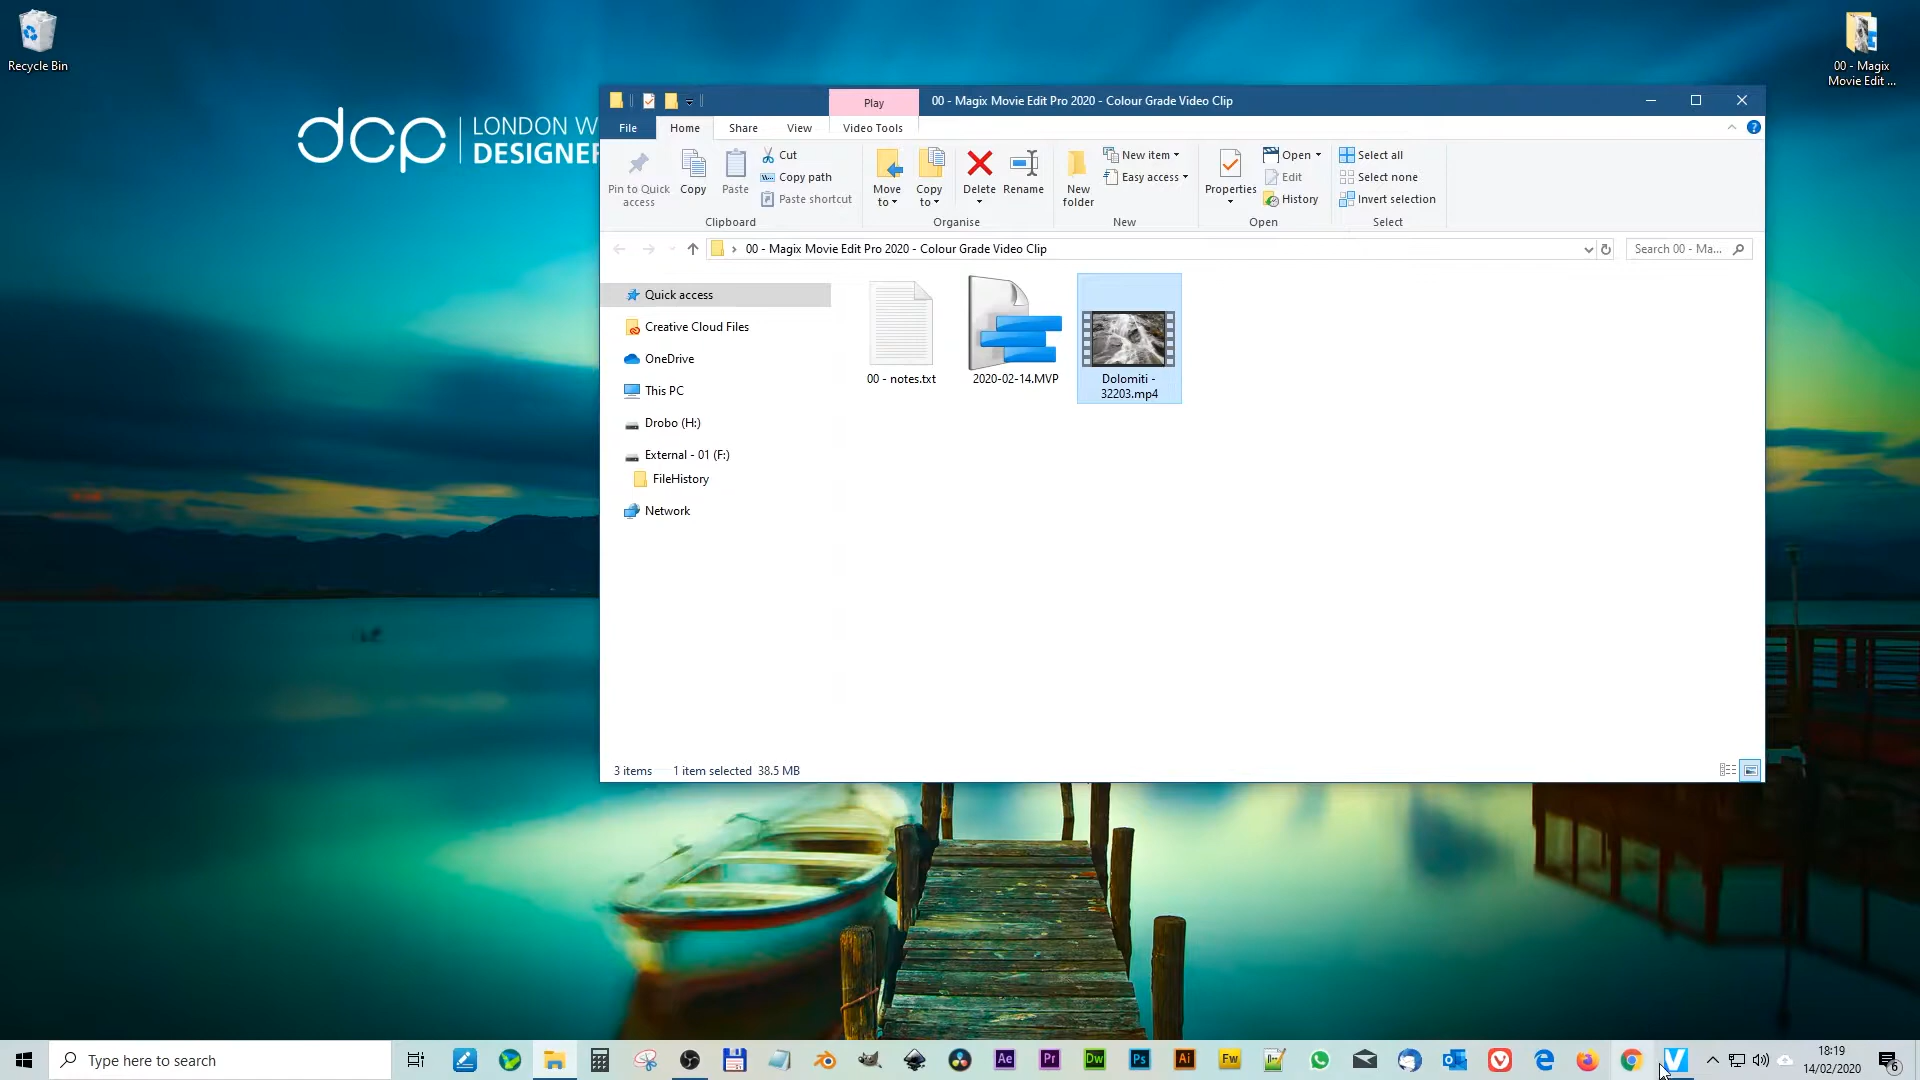 Recycle Bin
00 - Magix
Movie Edit ...
dcp
LONDON W
DESIGNER
Play
00 - Magix Movie Edit Pro 2020 - Colour Grade Video Clip
File
Home
Share
View
Video Tools
Pin to Quick
access
Copy
Paste
Cut
Copy path
Paste shortcut
Clipboard
Move
to
Copy
to
Delete
Rename
Organise
New
folder
New item
Easy access
New
Properties
Open
Edit
History
Open
Select all
Select none
Invert selection
Select
00 - Magix Movie Edit Pro 2020 - Colour Grade Video Clip
Search 00 - Ma...
Quick access
Creative Cloud Files
OneDrive
This PC
Drobo (H:)
External - 01 (F:)
FileHistory
Network
00 - notes.txt
2020-02-14.MVP
Dolomiti -
32203.mp4
3 items
1 item selected 38.5 MB
Type here to search
Ae
Pr
Dw
Ps
Ai
Fw
18:19
14/02/2020
6